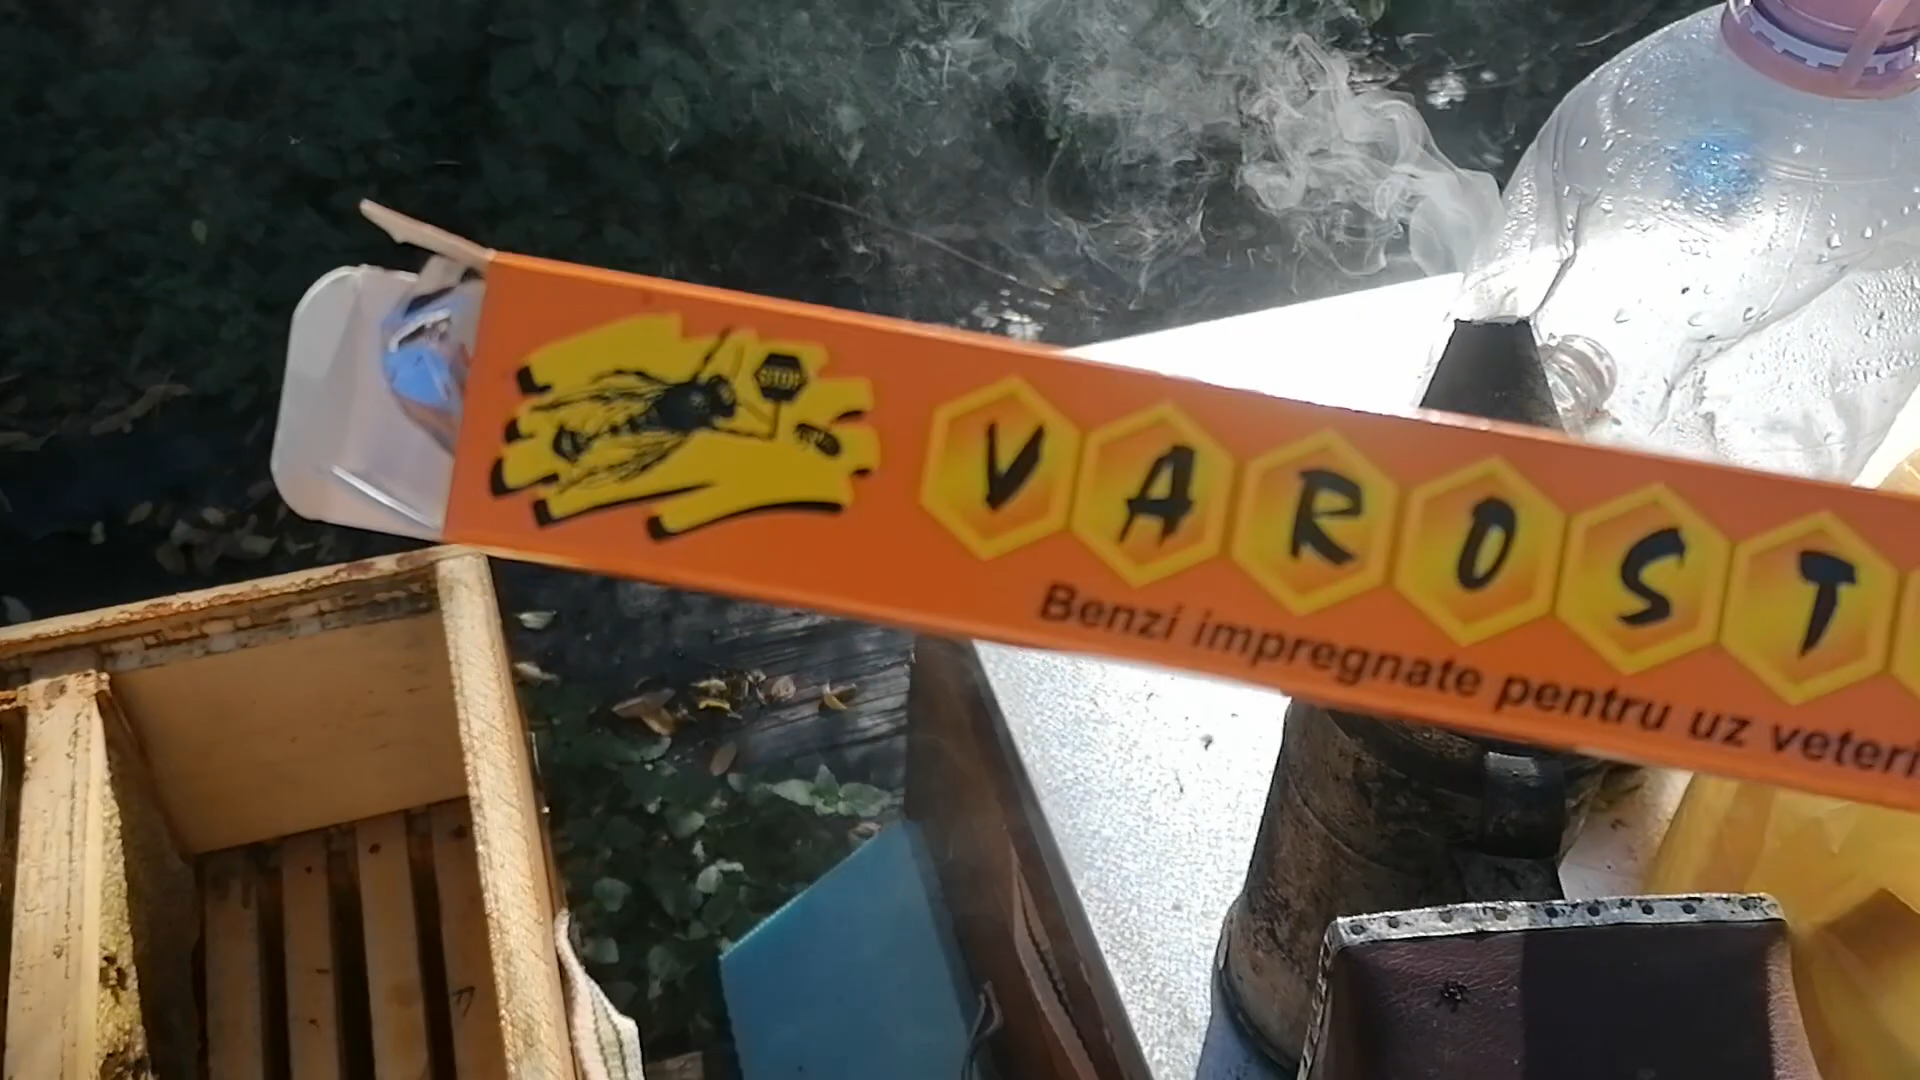 STOP
VAROST
Benzi impregnate pentru uz veteri